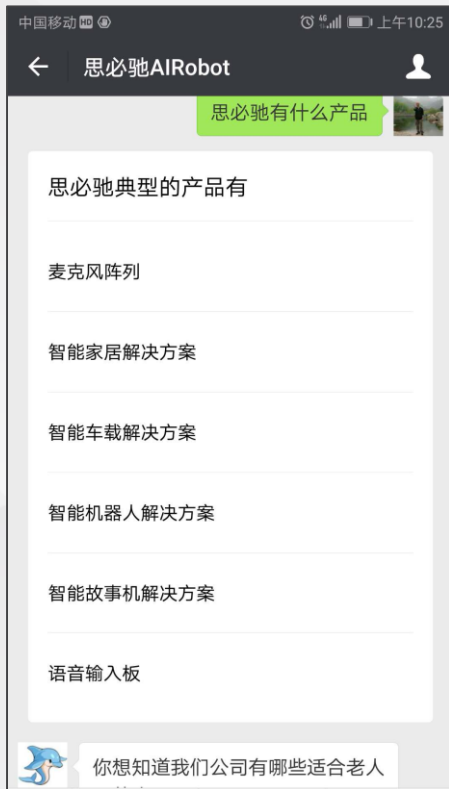 中国移动 HD
4G 上午10:25
思必驰AIRobot
思必驰有什么产品
思必驰典型的产品有
麦克风阵列
智能家居解决方案
智能车载解决方案
智能机器人解决方案
智能故事机解决方案
语音输入板
你想知道我们公司有哪些适合老人